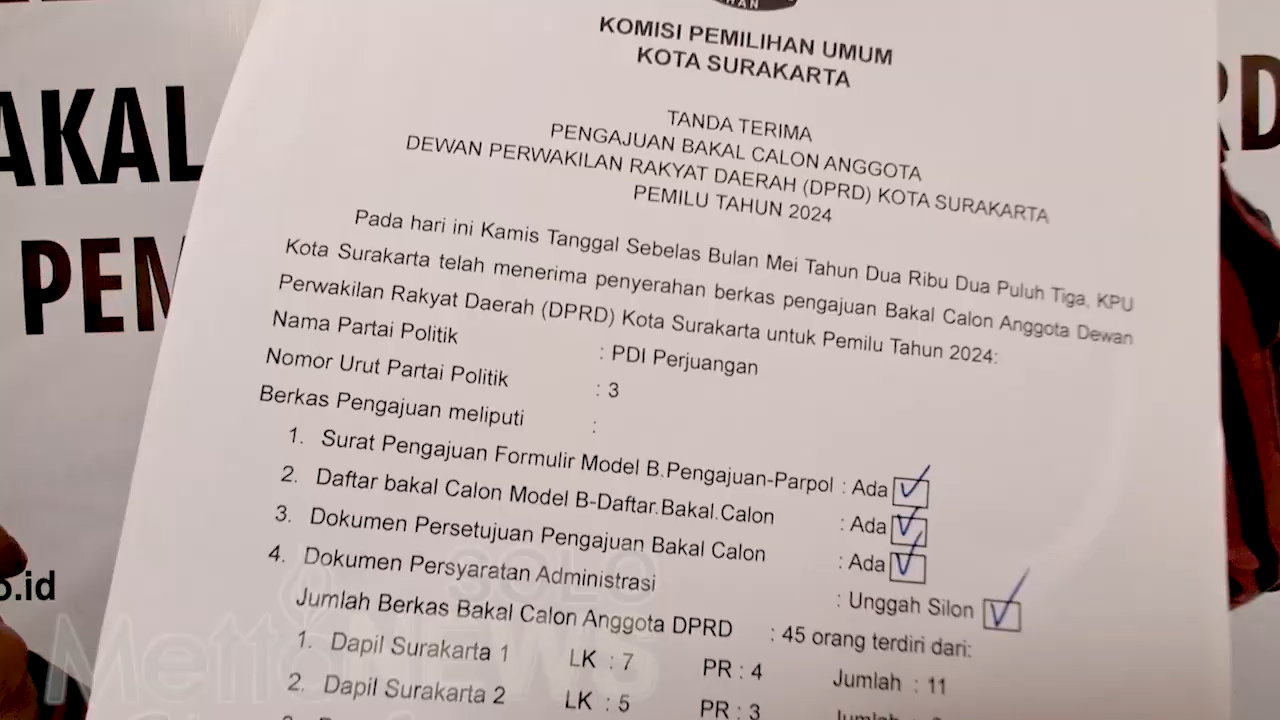 KOMISI PEMILIHAN UMUM
KOTA SURAKARTA
TANDA TERIMA
PENGAJUAN BAKAL CALON ANGGOTA
DEWAN PERWAKILAN RAKYAT DAERAH (DPRD) KOTA SURAKARTA
PEMILU TAHUN 2024
Pada hari ini Kamis Tanggal Sebelas Bulan Mei Tahun Dua Ribu Dua Puluh Tiga, KPU
Kota Surakarta telah menerima penyerahan berkas pengajuan Bakal Calon Anggota Dewan
Perwakilan Rakyat Daerah (DPRD) Kota Surakarta untuk Pemilu Tahun 2024:
Nama Partai Politik : PDI Perjuangan
Nomor Urut Partai Politik : 3
Berkas Pengajuan meliputi :
1. Surat Pengajuan Formulir Model B.Pengajuan-Parpol : Ada
2. Daftar bakal Calon Model B-Daftar.Bakal.Calon : Ada
3. Dokumen Persetujuan Pengajuan Bakal Calon : Ada
4. Dokumen Persyaratan Administrasi : Unggah Silon
Jumlah Berkas Bakal Calon Anggota DPRD : 45 orang terdiri dari:
1. Dapil Surakarta 1 LK : 7 PR : 4 Jumlah : 11
2. Dapil Surakarta 2 LK : 5 PR : 3 Jumlah
AKAL
PEM
o.id
RD
SOLO
MettaNEWS